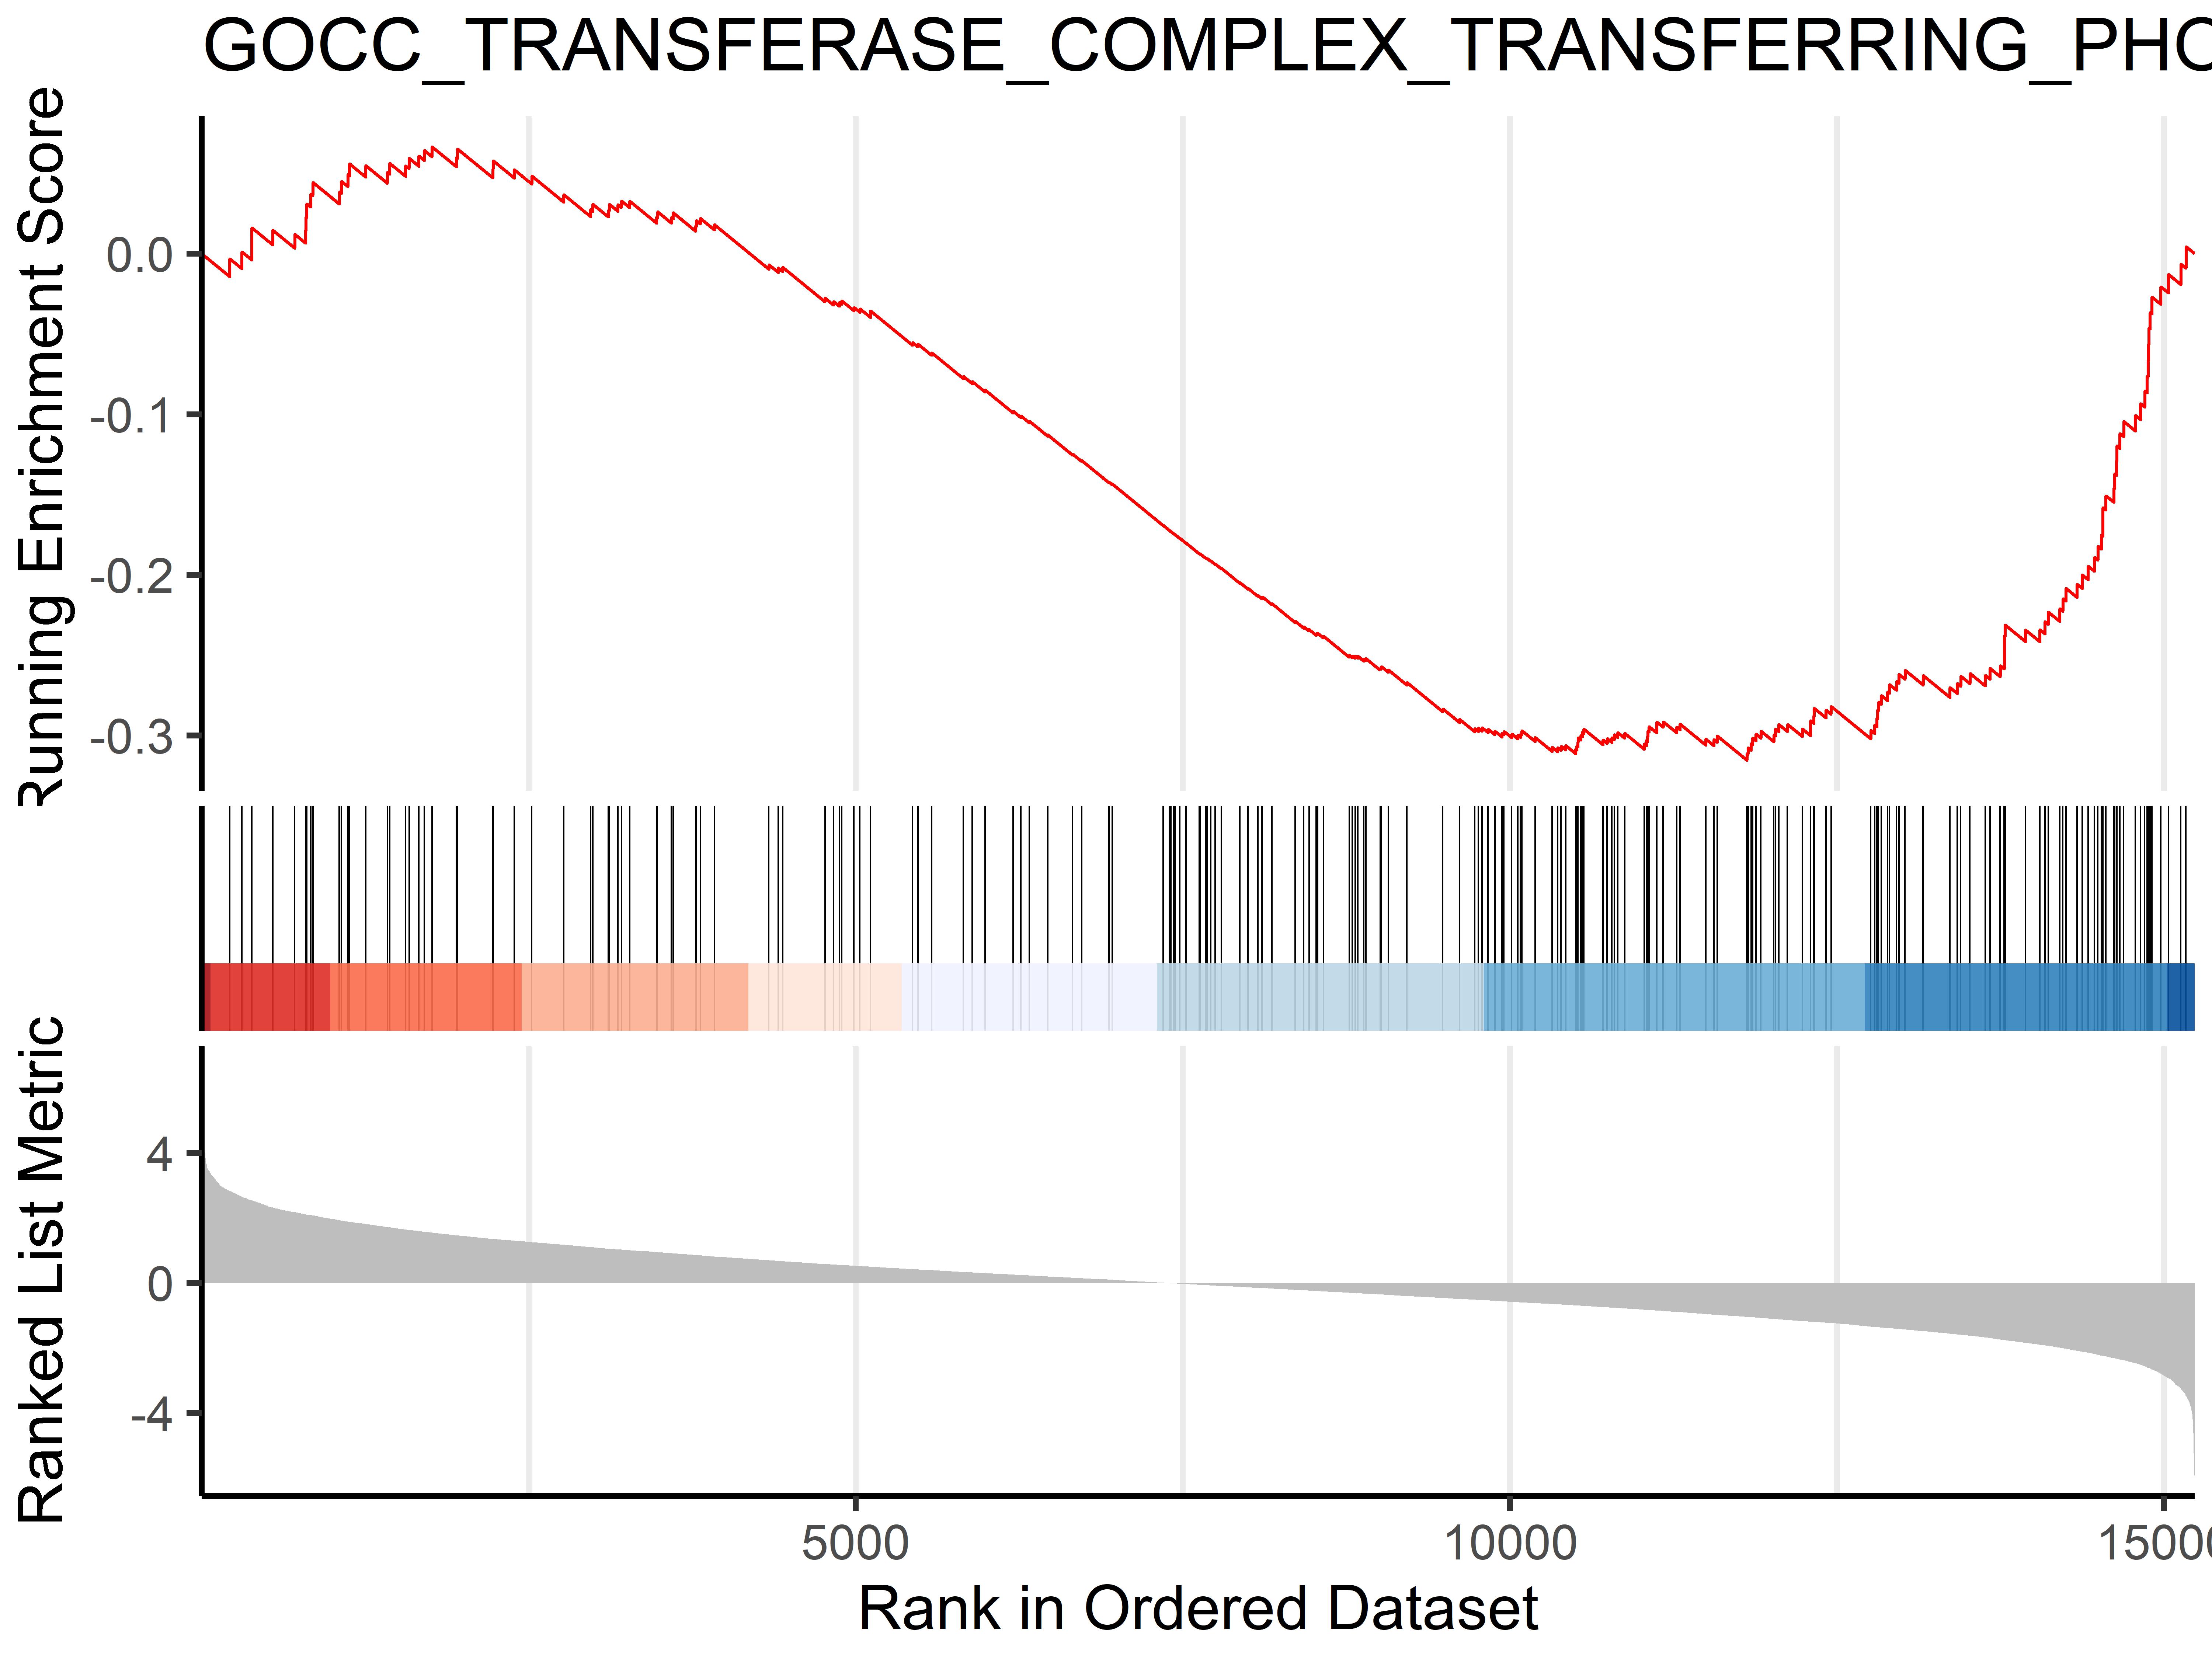 GOCC_TRANSFERASE_COMPLEX_TRANSFERRING_PHO
Running Enrichment Score
0.0
-0.1
-0.2
-0.3
Ranked List Metric
4
0
-4
5000
10000
15000
Rank in Ordered Dataset